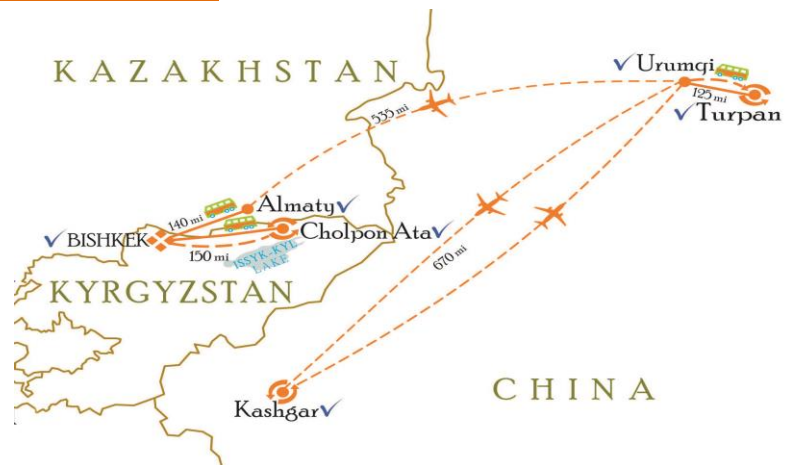 KAZAKHSTAN
Urumqi
125 mi
Turpan
535 mi
140 mi
Almaty
BISHKEK
Cholpon Ata
150 mi
ISSYK-KYL
LAKE
670 mi
KYRGYZSTAN
Kashgar
CHINA